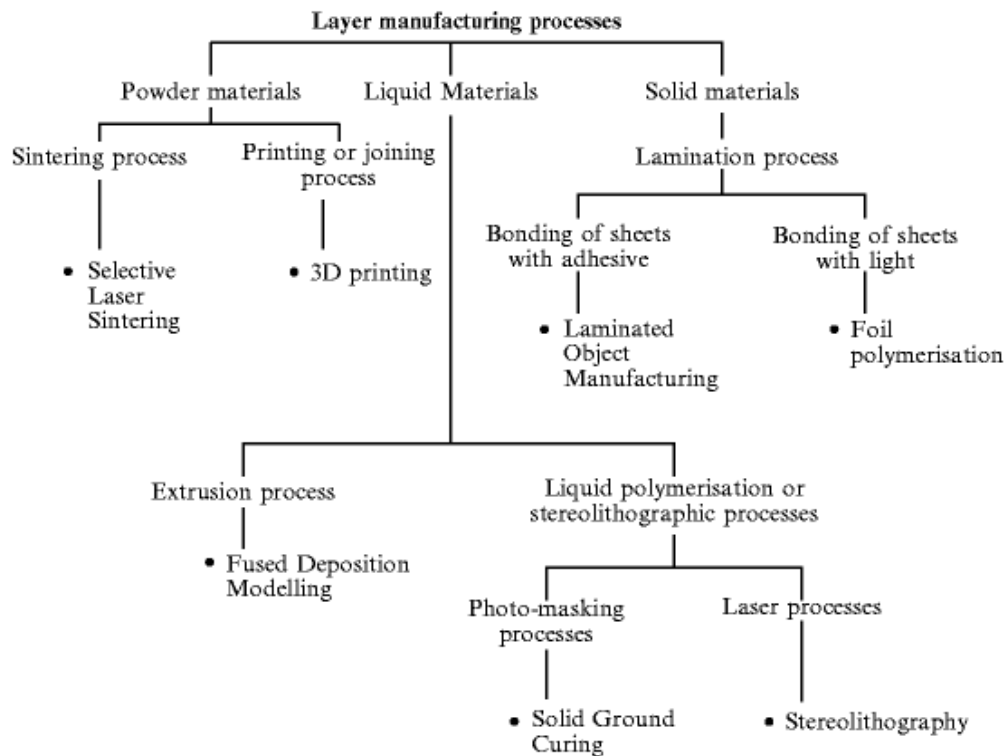 Layer manufacturing processes
Powder materials
Liquid Materials
Solid materials
Sintering process
Printing or joining
process
Lamination process
Bonding of sheets
with adhesive
Bonding of sheets
with light
• Selective
Laser
Sintering
• 3D printing
• Laminated
Object
Manufacturing
• Foil
polymerisation
Extrusion process
Liquid polymerisation or
stereolithographic processes
• Fused Deposition
Modelling
Photo-masking
processes
Laser processes
• Solid Ground
Curing
• Stereolithography